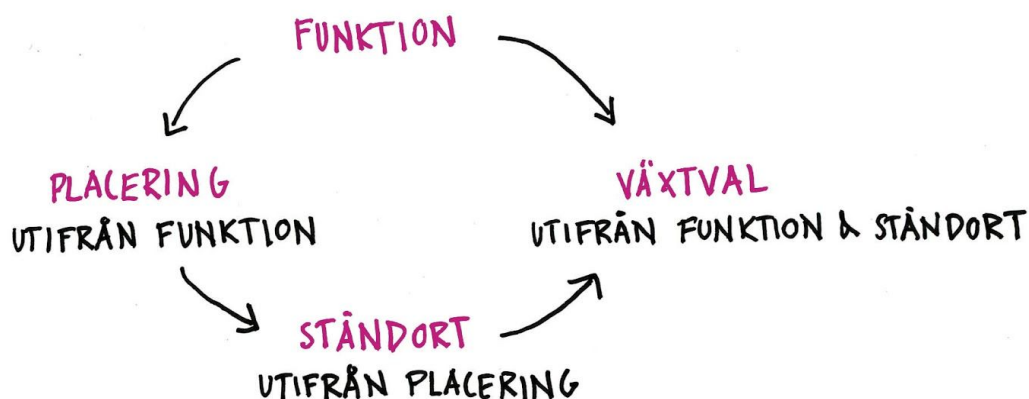 FUNKTION
PLACERING
UTIFRÅN FUNKTION
VÄXTVAL
UTIFRÅN FUNKTION & STÅNDORT
STÅNDORT
UTIFRÅN PLACERING